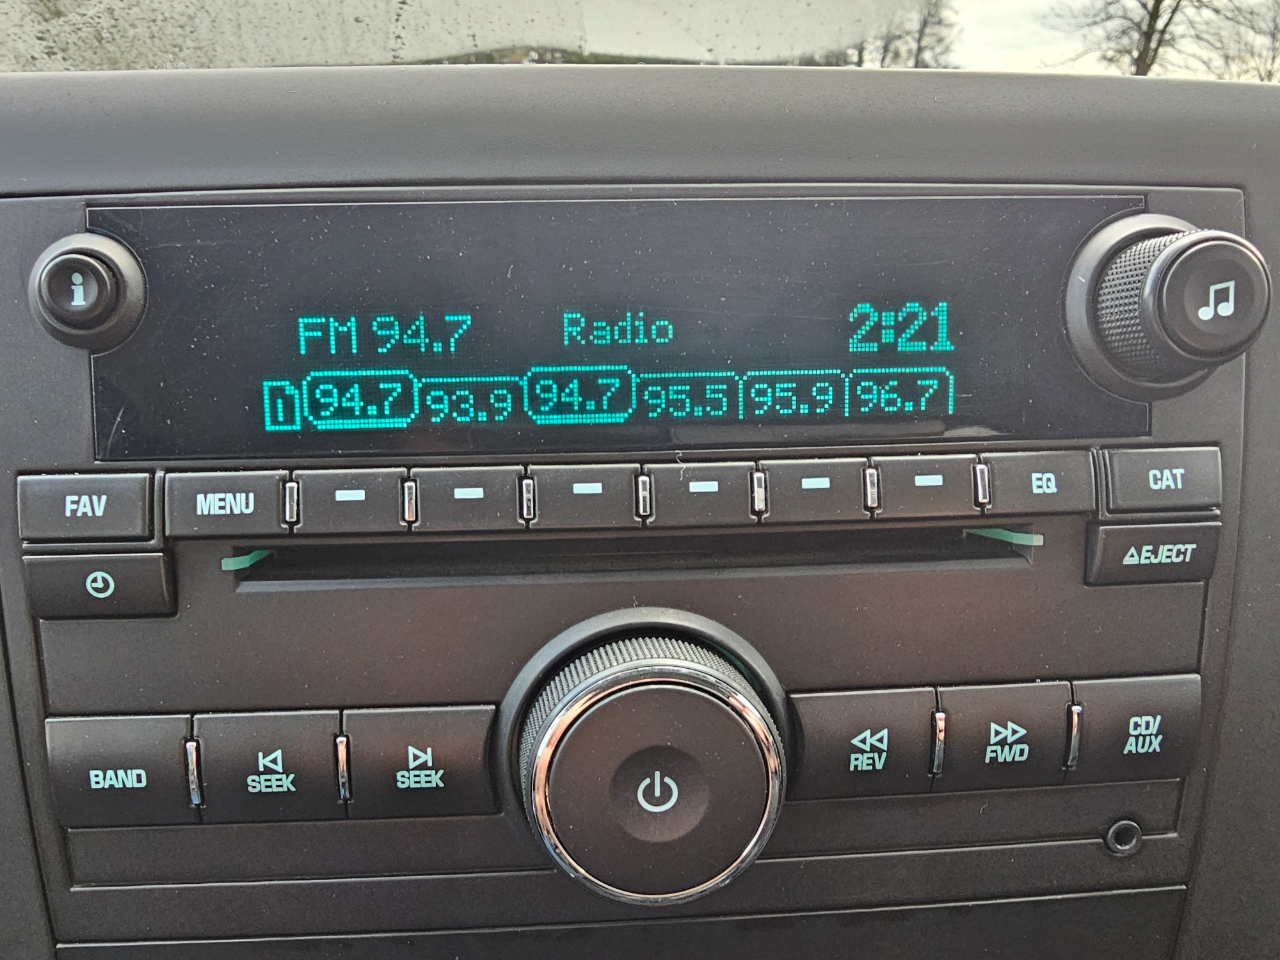 i
FM 94.7 Radio 2:21
1 94.7 93.9 94.7 95.5 95.9 96.7
FAV MENU EQ CAT
EJECT
BAND SEEK SEEK REV FWD CD/
AUX